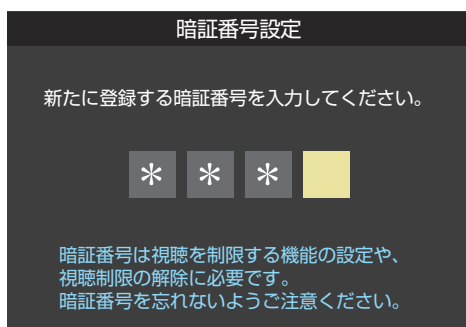 暗証番号設定
新たに登録する暗証番号を入力してください。
* * *
暗証番号は視聴を制限する機能の設定や、
視聴制限の解除に必要です。
暗証番号を忘れないようご注意ください。